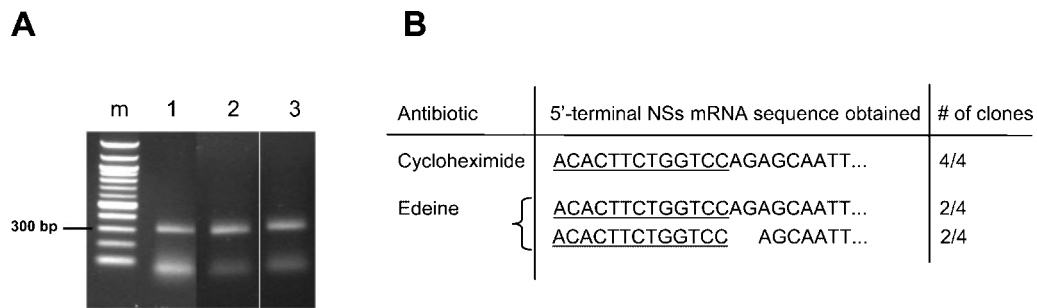 A
B
m 1 2 3
300 bp
Antibiotic 5'-terminal NSs mRNA sequence obtained # of clones
Cycloheximide ACACTTCTGGTCCAGAGCAATT... 4/4
Edeine ACACTTCTGGTCCAGAGCAATT... 2/4
ACACTTCTGGTCC AGCAATT... 2/4